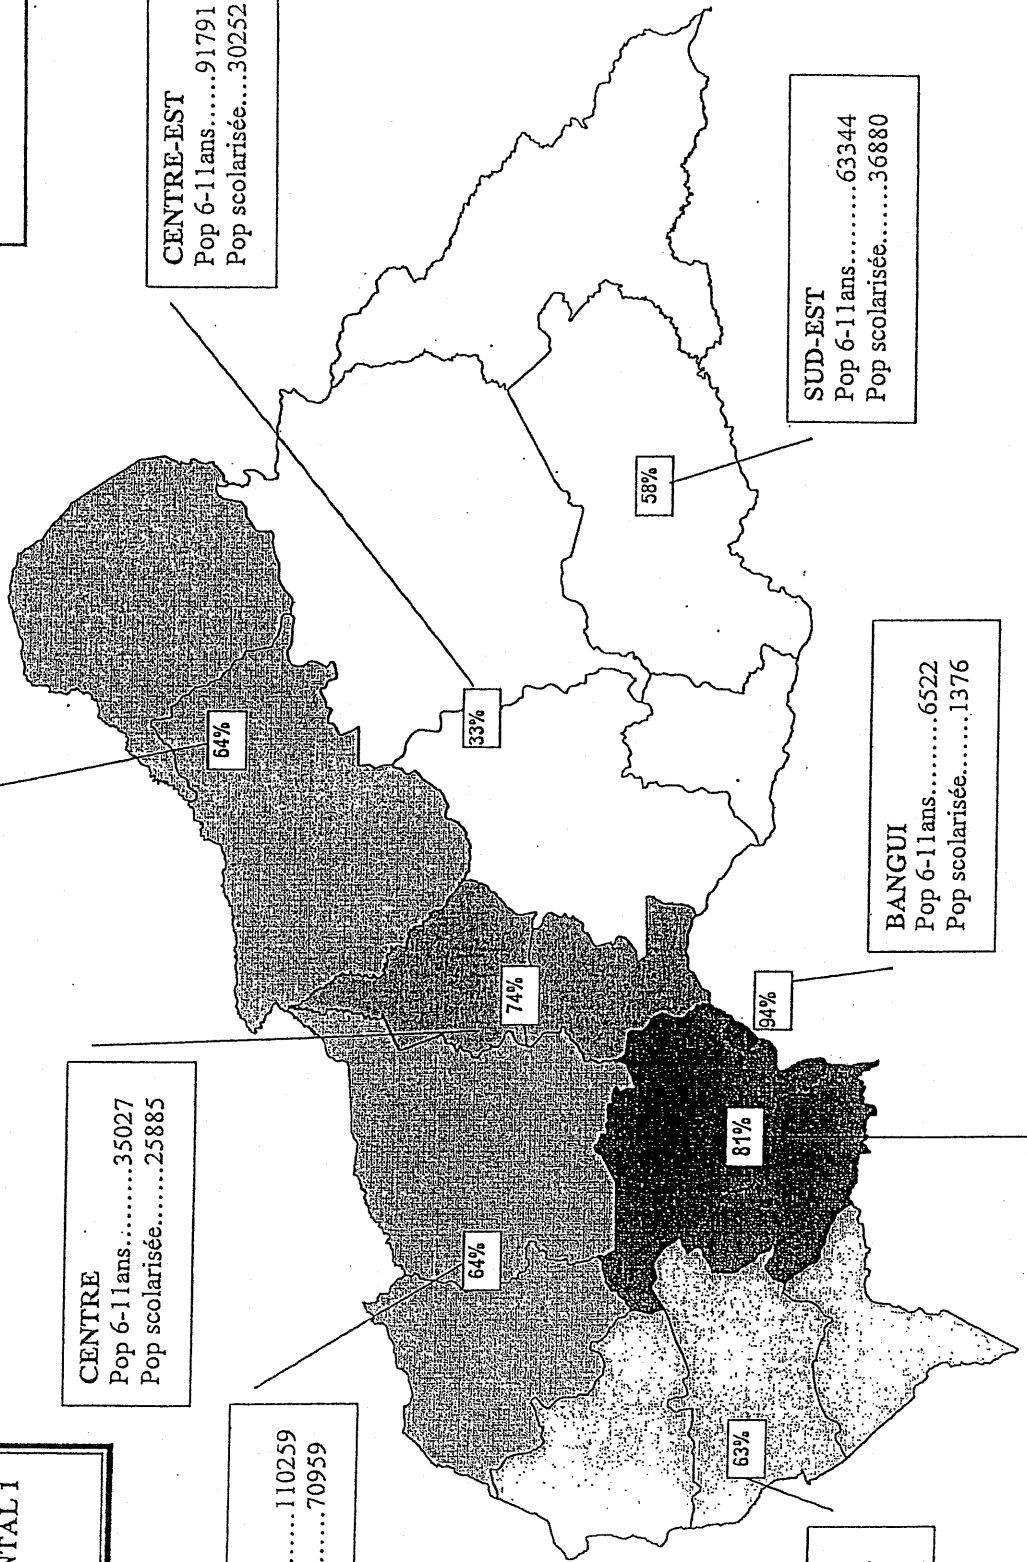 CENTRE-EST
Pop 6-11ans......91791
Pop scolarisée....30252
SUD-EST
Pop 6-11ans.........63344
Pop scolarisée.......36880
BANGUI
Pop 6-11ans.........6522
Pop scolarisée........1376
CENTRE
Pop 6-11ans.........35027
Pop scolarisée.......25885
......110259
......70959
NTAL 1
64%
33%
58%
74%
94%
81%
64%
63%